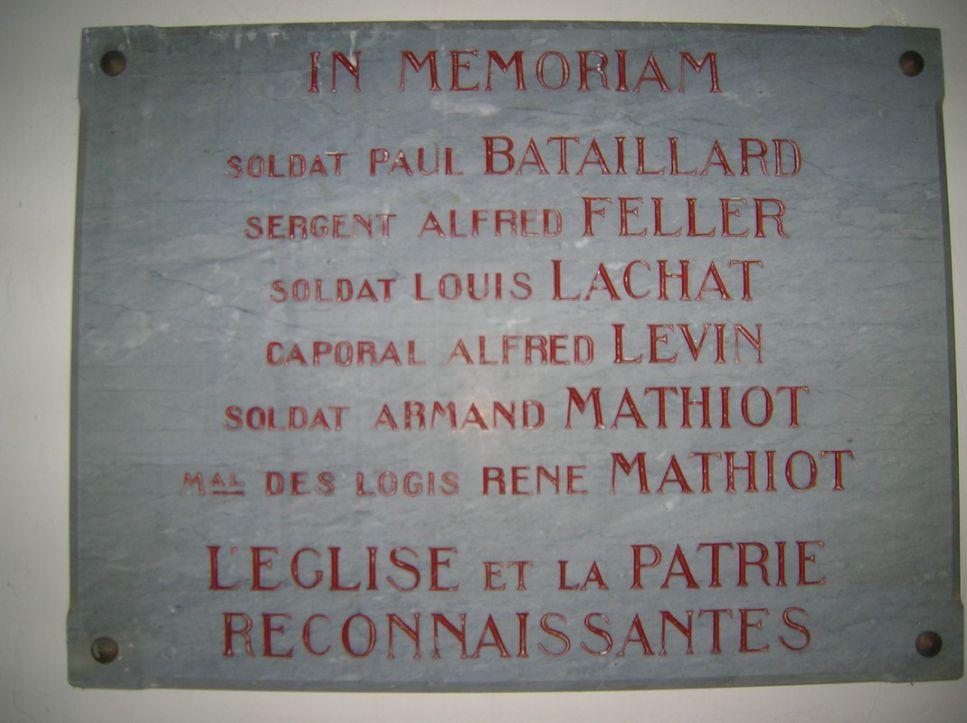 IN MEMORIAM
SOLDAT PAUL BATAILLARD
SERGENT ALFRED FELLER
SOLDAT LOUIS LACHAT
CAPORAL ALFRED LEVIN
SOLDAT ARMAND MATHIOT
MAL DES LOGIS RENE MATHIOT
L'EGLISE ET LA PATRIE
RECONNAISSANTES